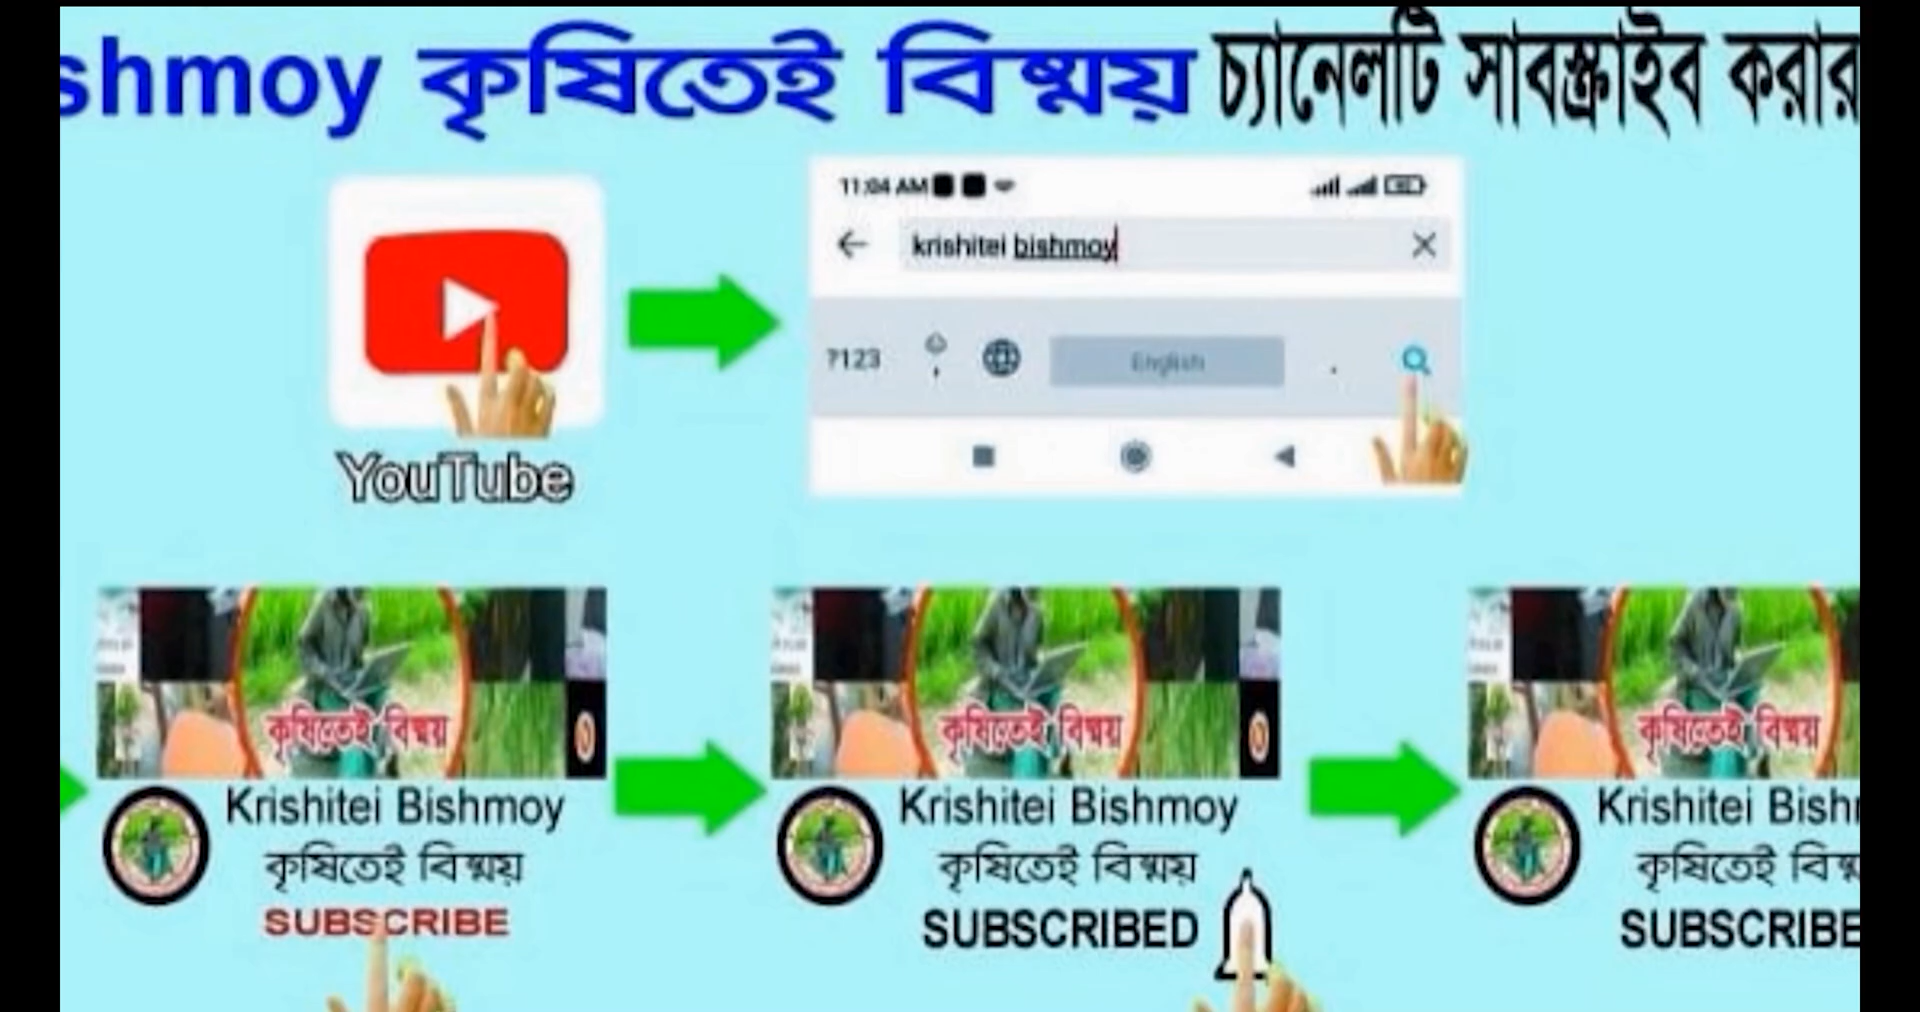 shmoy কৃষিতেই বিষ্ময় চ্যানেলটি সাবস্ক্রাইব করার
11:04 AM
krishitei bishmoy
?123 English
YouTube
কৃষিতেই বিষ্ময়
কৃষিতেই বিষ্ময়
কৃষিতেই বিষ্ময়
Krishitei Bishmoy
কৃষিতেই বিষ্ময়
SUBSCRIBE
Krishitei Bishmoy
কৃষিতেই বিষ্ময়
SUBSCRIBED
Krishitei Bishm
কৃষিতেই বিষ্ম
SUBSCRIBE